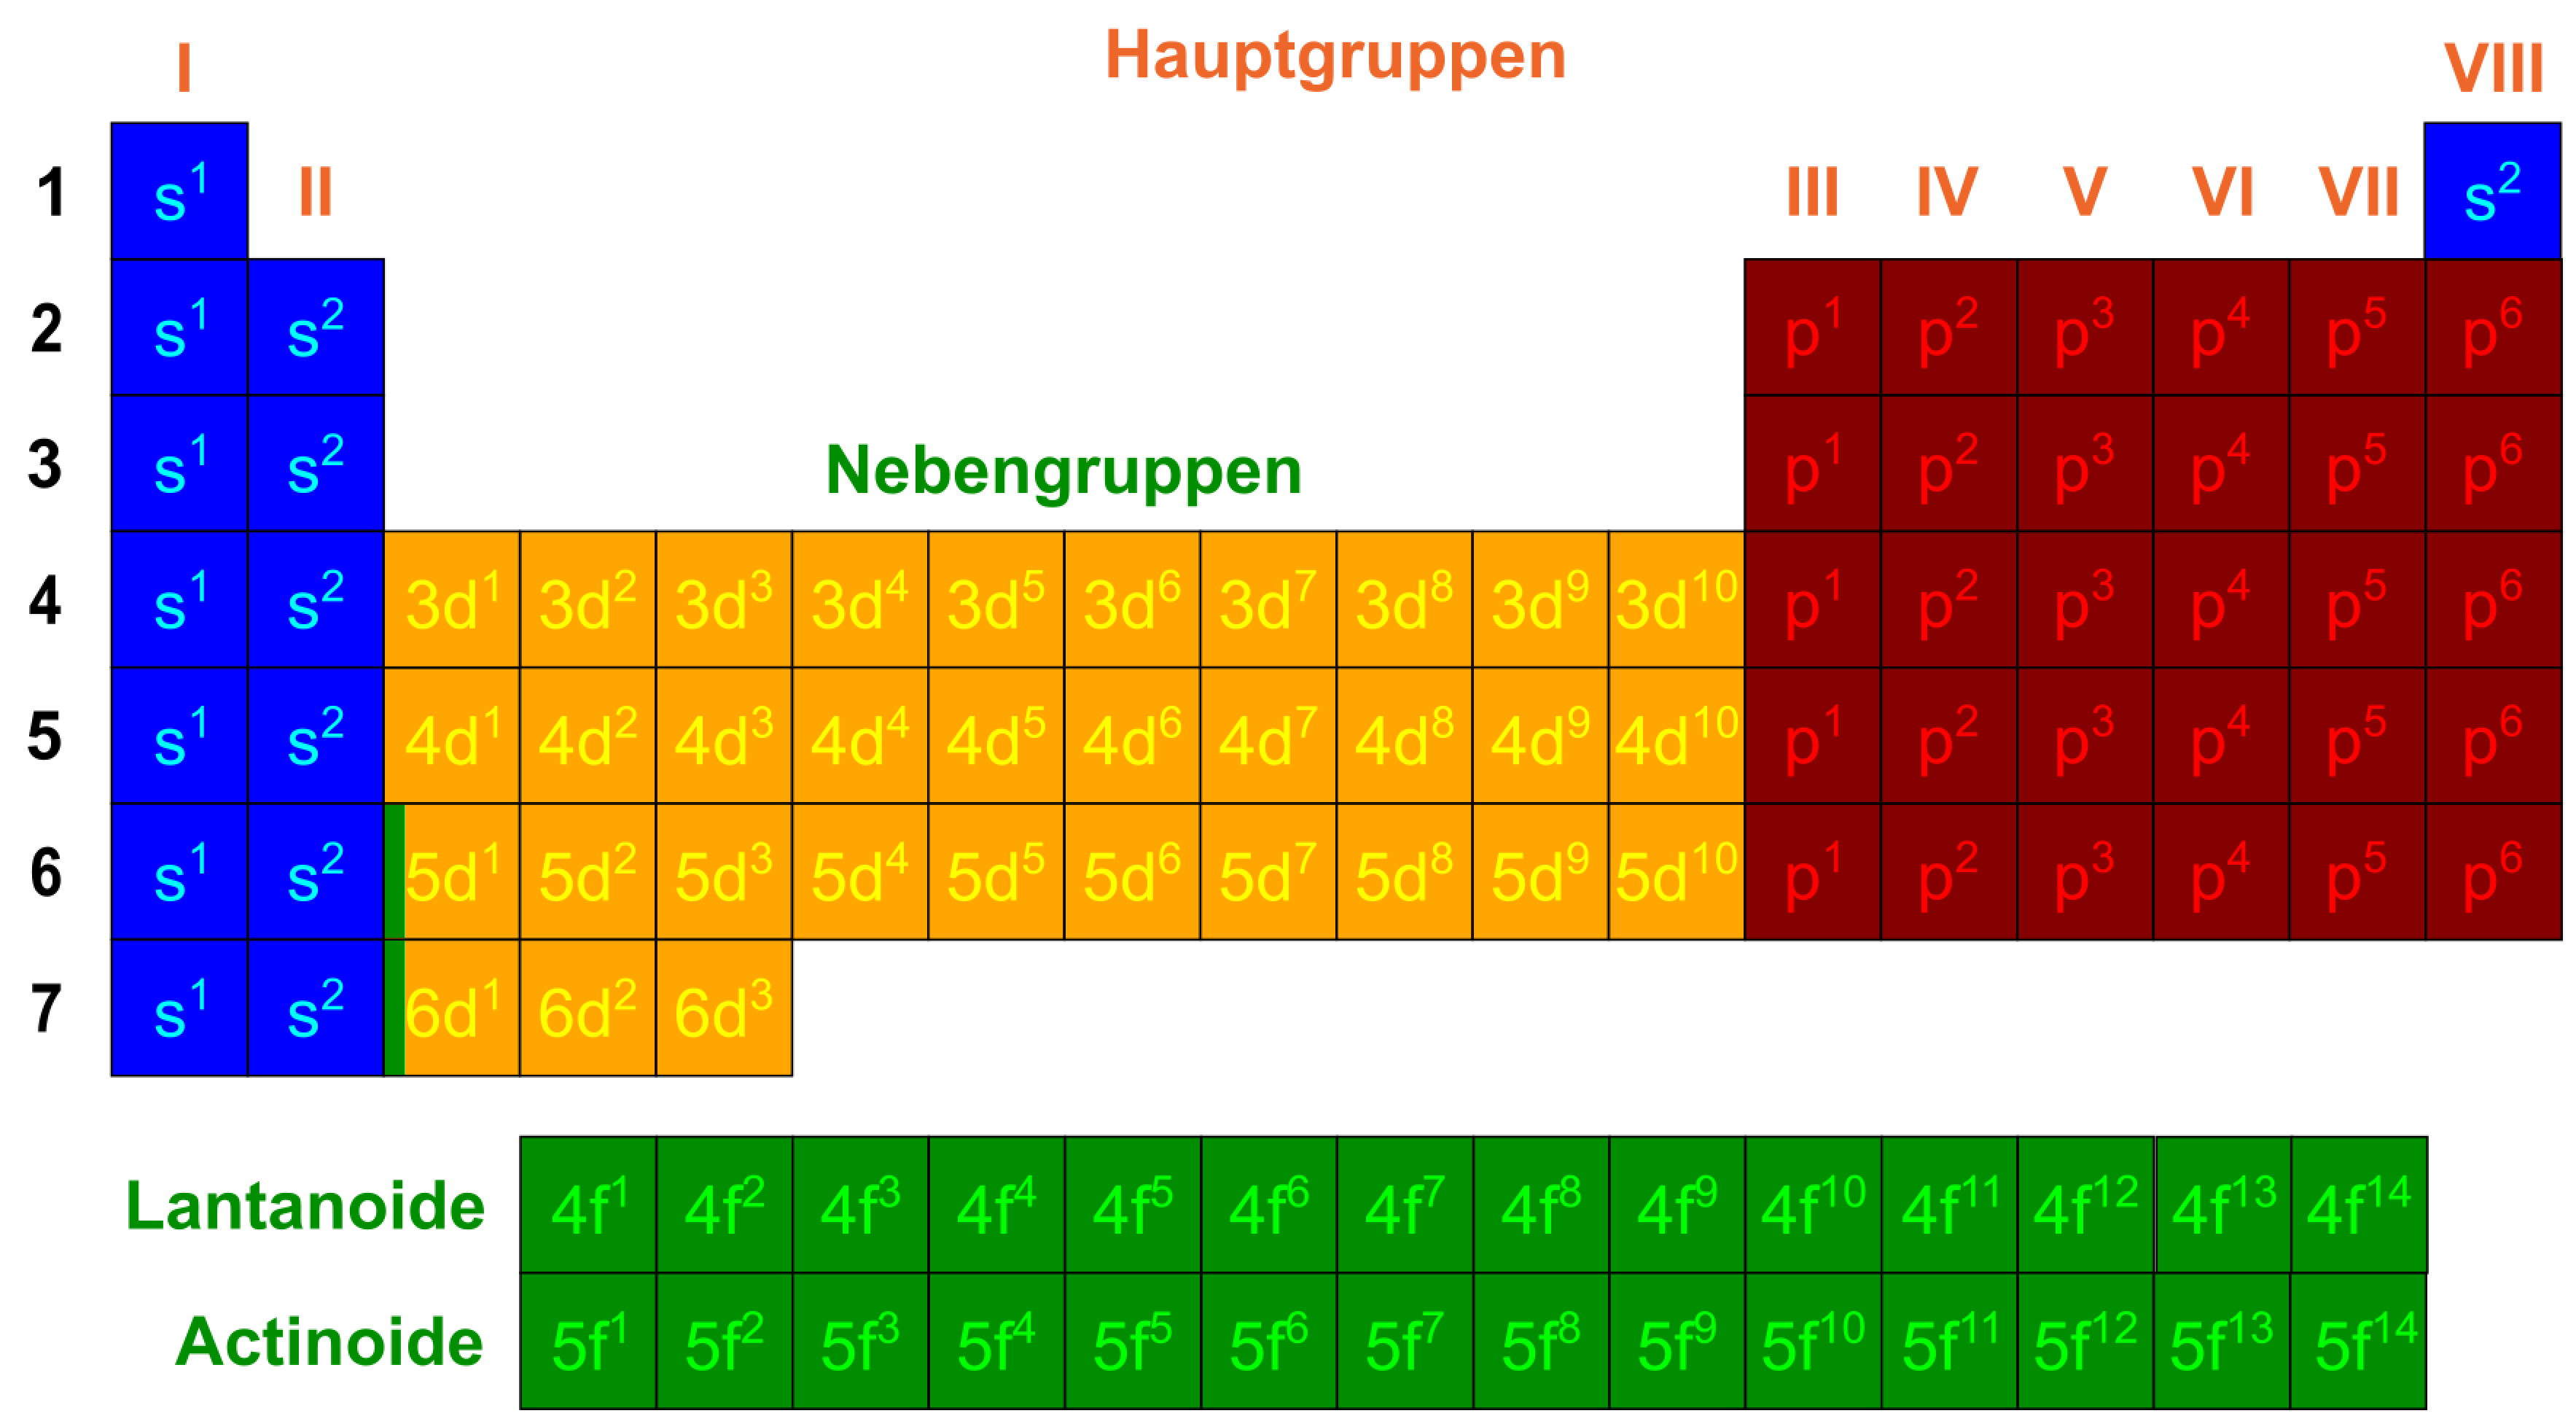 Hauptgruppen
I VIII
1 s¹ II III IV V VI VII s²
2 s¹ s² p¹ p² p³ p⁴ p⁵ p⁶
3 s¹ s² p¹ p² p³ p⁴ p⁵ p⁶
Nebengruppen
4 s¹ s² 3d¹ 3d² 3d³ 3d⁴ 3d⁵ 3d⁶ 3d⁷ 3d⁸ 3d⁹ 3d¹⁰ p¹ p² p³ p⁴ p⁵ p⁶
5 s¹ s² 4d¹ 4d² 4d³ 4d⁴ 4d⁵ 4d⁶ 4d⁷ 4d⁸ 4d⁹ 4d¹⁰ p¹ p² p³ p⁴ p⁵ p⁶
6 s¹ s² 5d¹ 5d² 5d³ 5d⁴ 5d⁵ 5d⁶ 5d⁷ 5d⁸ 5d⁹ 5d¹⁰ p¹ p² p³ p⁴ p⁵ p⁶
7 s¹ s² 6d¹ 6d² 6d³
Lantanoide 4f¹ 4f² 4f³ 4f⁴ 4f⁵ 4f⁶ 4f⁷ 4f⁸ 4f⁹ 4f¹⁰ 4f¹¹ 4f¹² 4f¹³ 4f¹⁴
Actinoide 5f¹ 5f² 5f³ 5f⁴ 5f⁵ 5f⁶ 5f⁷ 5f⁸ 5f⁹ 5f¹⁰ 5f¹¹ 5f¹² 5f¹³ 5f¹⁴